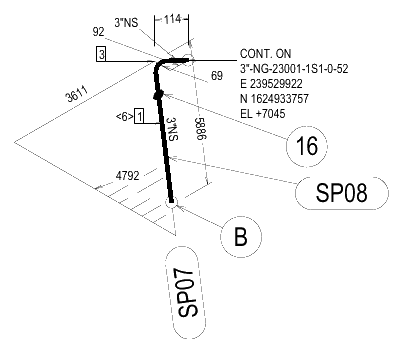 3"NS
114
92
3
69
CONT. ON
3"-NG-23001-1S1-0-52
E 239529922
N 1624933757
EL +7045
3611
<6>
1
3"NS
5886
16
4792
SP08
B
SP07